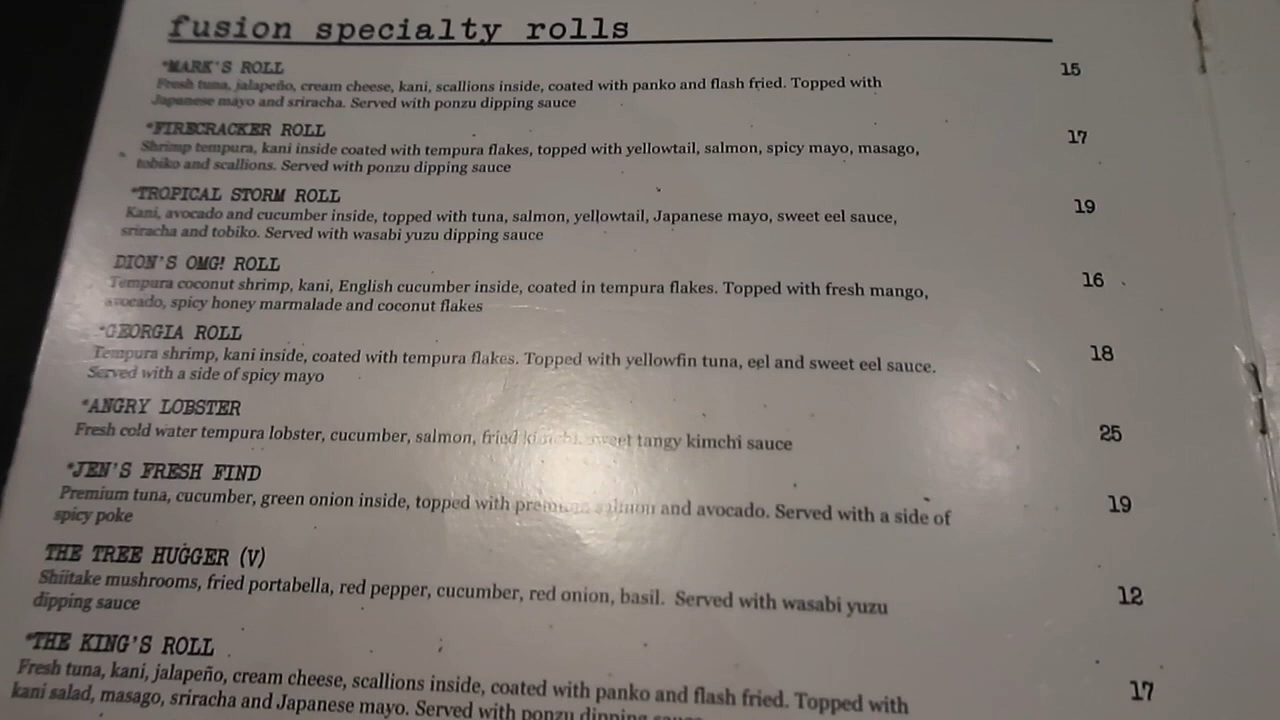 fusion specialty rolls
*MARK'S ROLL 15
Fresh tuna, jalapeño, cream cheese, kani, scallions inside, coated with panko and flash fried. Topped with
Japanese mayo and sriracha. Served with ponzu dipping sauce
*FIRECRACKER ROLL 17
Shrimp tempura, kani inside coated with tempura flakes, topped with yellowtail, salmon, spicy mayo, masago,
tobiko and scallions. Served with ponzu dipping sauce
*TROPICAL STORM ROLL 19
Kani, avocado and cucumber inside, topped with tuna, salmon, yellowtail, Japanese mayo, sweet eel sauce,
sriracha and tobiko. Served with wasabi yuzu dipping sauce
DION'S OMG! ROLL 16
Tempura coconut shrimp, kani, English cucumber inside, coated in tempura flakes. Topped with fresh mango,
avocado, spicy honey marmalade and coconut flakes
*GEORGIA ROLL 18
Tempura shrimp, kani inside, coated with tempura flakes. Topped with yellowfin tuna, eel and sweet eel sauce.
Served with a side of spicy mayo
*ANGRY LOBSTER 25
Fresh cold water tempura lobster, cucumber, salmon, fried kimchi, sweet tangy kimchi sauce
*JEN'S FRESH FIND 19
Premium tuna, cucumber, green onion inside, topped with premium salmon and avocado. Served with a side of
spicy poke
THE TREE HUGGER (V) 12
Shiitake mushrooms, fried portabella, red pepper, cucumber, red onion, basil. Served with wasabi yuzu
dipping sauce
*THE KING'S ROLL 17
Fresh tuna, kani, jalapeño, cream cheese, scallions inside, coated with panko and flash fried. Topped with
kani salad, masago, sriracha and Japanese mayo. Served with ponzu dipping sauce